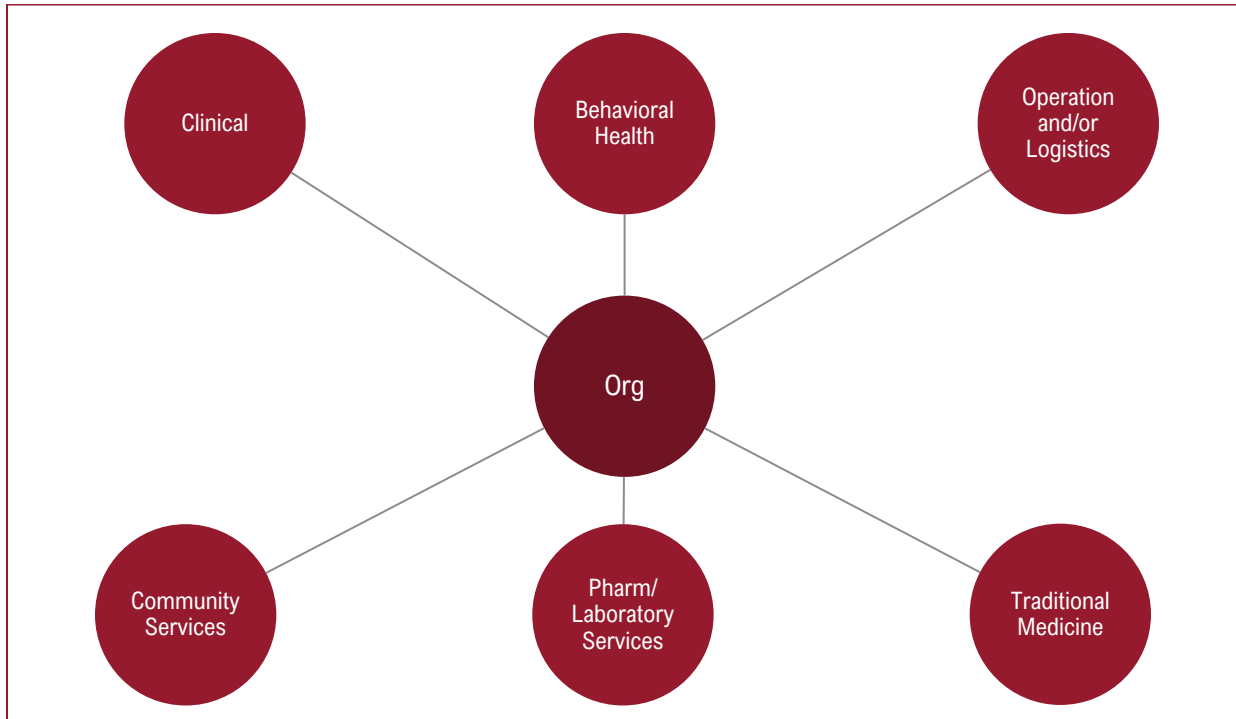 Clinical
Behavioral
Health
Operation
and/or
Logistics
Org
Community
Services
Pharm/
Laboratory
Services
Traditional
Medicine